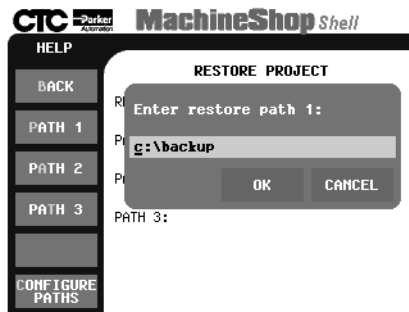 CTC Parker Automation MachineShop Shell
HELP
RESTORE PROJECT
BACK
Enter restore path 1:
PATH 1
c:\backup
PATH 2
OK CANCEL
PATH 3
PATH 3:
CONFIGURE
PATHS